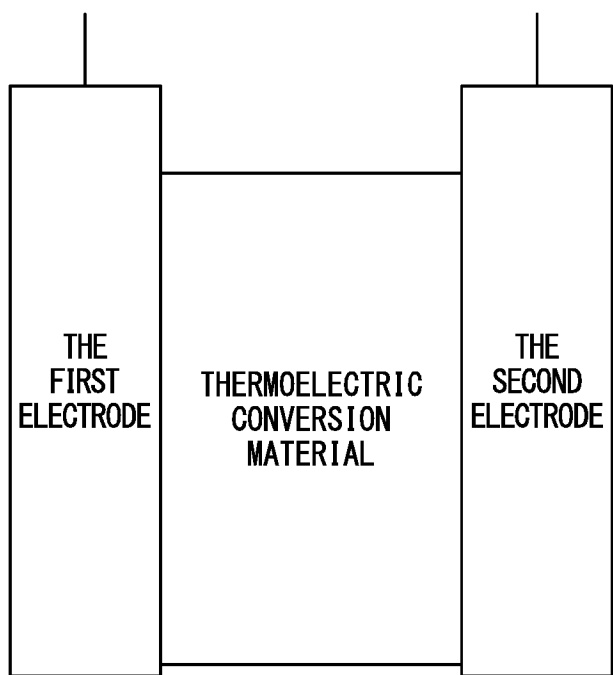 THE
FIRST
ELECTRODE
THERMOELECTRIC
CONVERSION
MATERIAL
THE
SECOND
ELECTRODE